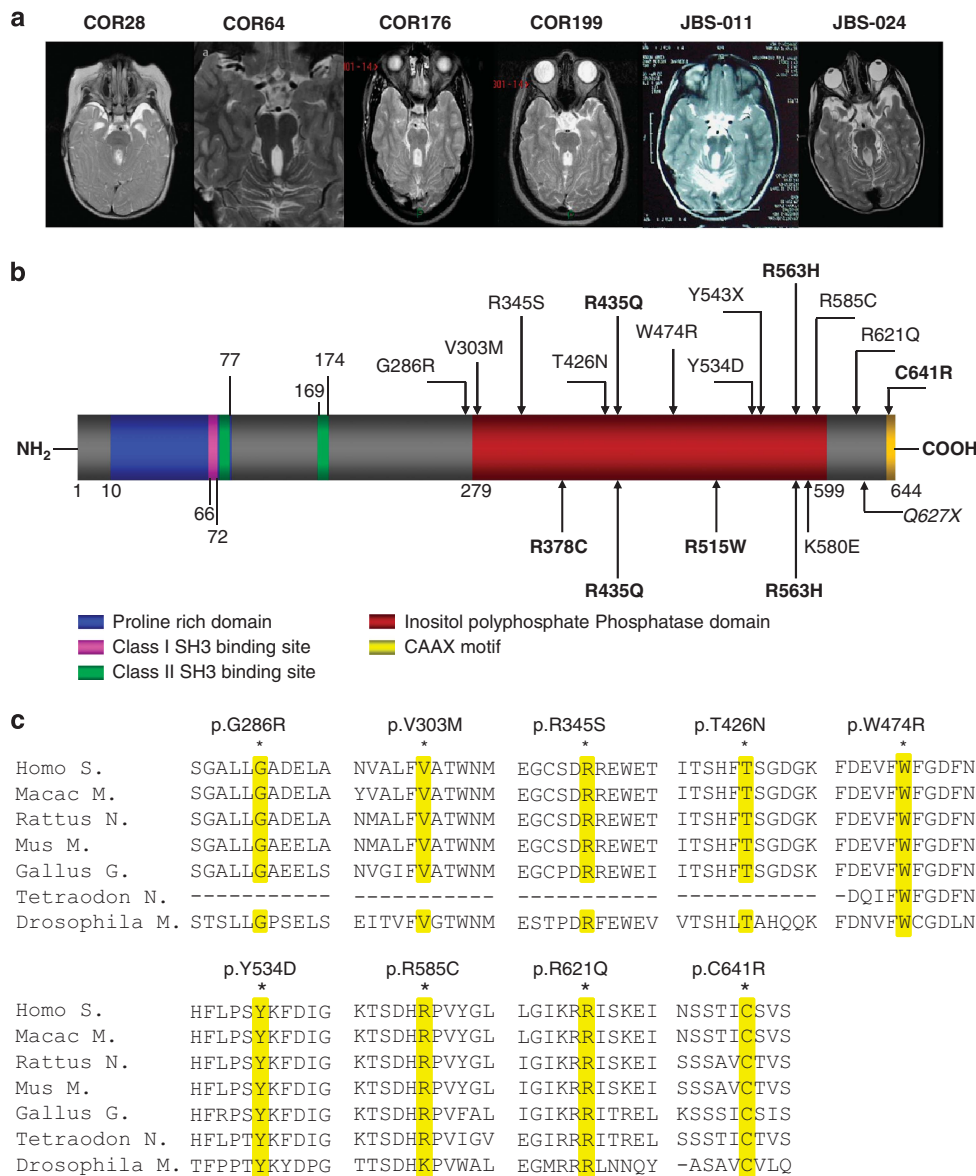 a
COR28 COR64 COR176 COR199 JBS-011 JBS-024
a
b
R563H
R345S R435Q Y543X R585C
77 174 V303M W474R R621Q
G286R T426N Y534D C641R
169
NH2 COOH
1 10 279 599 644
66 Q627X
72
R378C R515W K580E
R435Q R563H
Proline rich domain Inositol polyphosphate Phosphatase domain
Class I SH3 binding site CAAX motif
Class II SH3 binding site
c
p.G286R p.V303M p.R345S p.T426N p.W474R
* * * * *
Homo S. SGALLGADELA NVALFVATWNM EGCSDRREWET ITSHFTSGDGK FDEVFWFGDFN
Macac M. SGALLGADELA YVALFVATWNM EGCSDRREWET ITSHFTSGDGK FDEVFWFGDFN
Rattus N. SGALLGADELA NMALFVATWNM EGCSDRREWET ITSHFTSGDSK FDEVFWFGDFN
Mus M. SGALLGAEELA NMALFVATWNM EGCSDRREWET ITSHFTSGDSK FDEVFWFGDFN
Gallus G. SGALLGAEELS NVGIFVATWNM EGCPDRREWEI ITSHFTSGDSK FDEVFWFGDFN
Tetraodon N. ----------- ----------- ----------- ----------- -DQIFWFGDFN
Drosophila M. STSLLGPSELS EITVFVGTWNM ESTPDRFEWEV VTSHLTAHQQK FDNVFWCGDLN
p.Y534D p.R585C p.R621Q p.C641R
* * * *
Homo S. HFLPSYKFDIG KTSDHRPVYGL LGIKRRISKEI NSSTICSVS
Macac M. HFLPSYKFDIG KTSDHRPVYGL LGIKRRISKEI NSSTICSVS
Rattus N. HFLPSYKFDIG KTSDHRPVYGL IGIKRRISKEI SSSAVCTVS
Mus M. HFLPSYKFDIG KTSDHRPVYGL IGIKRRISKEI SSSAVCTVS
Gallus G. HFRPSYKFDIG KTSDHRPVFAL IGIKRRITREL KSSSICSIS
Tetraodon N. HFLPTYKFDIG KTSDHRPVIGV EGIRRRITREL SSSTICTVS
Drosophila M. TFPPTYKYDPG TTSDHKPVWAL EGMRRRLNNQY -ASAVCVLQ